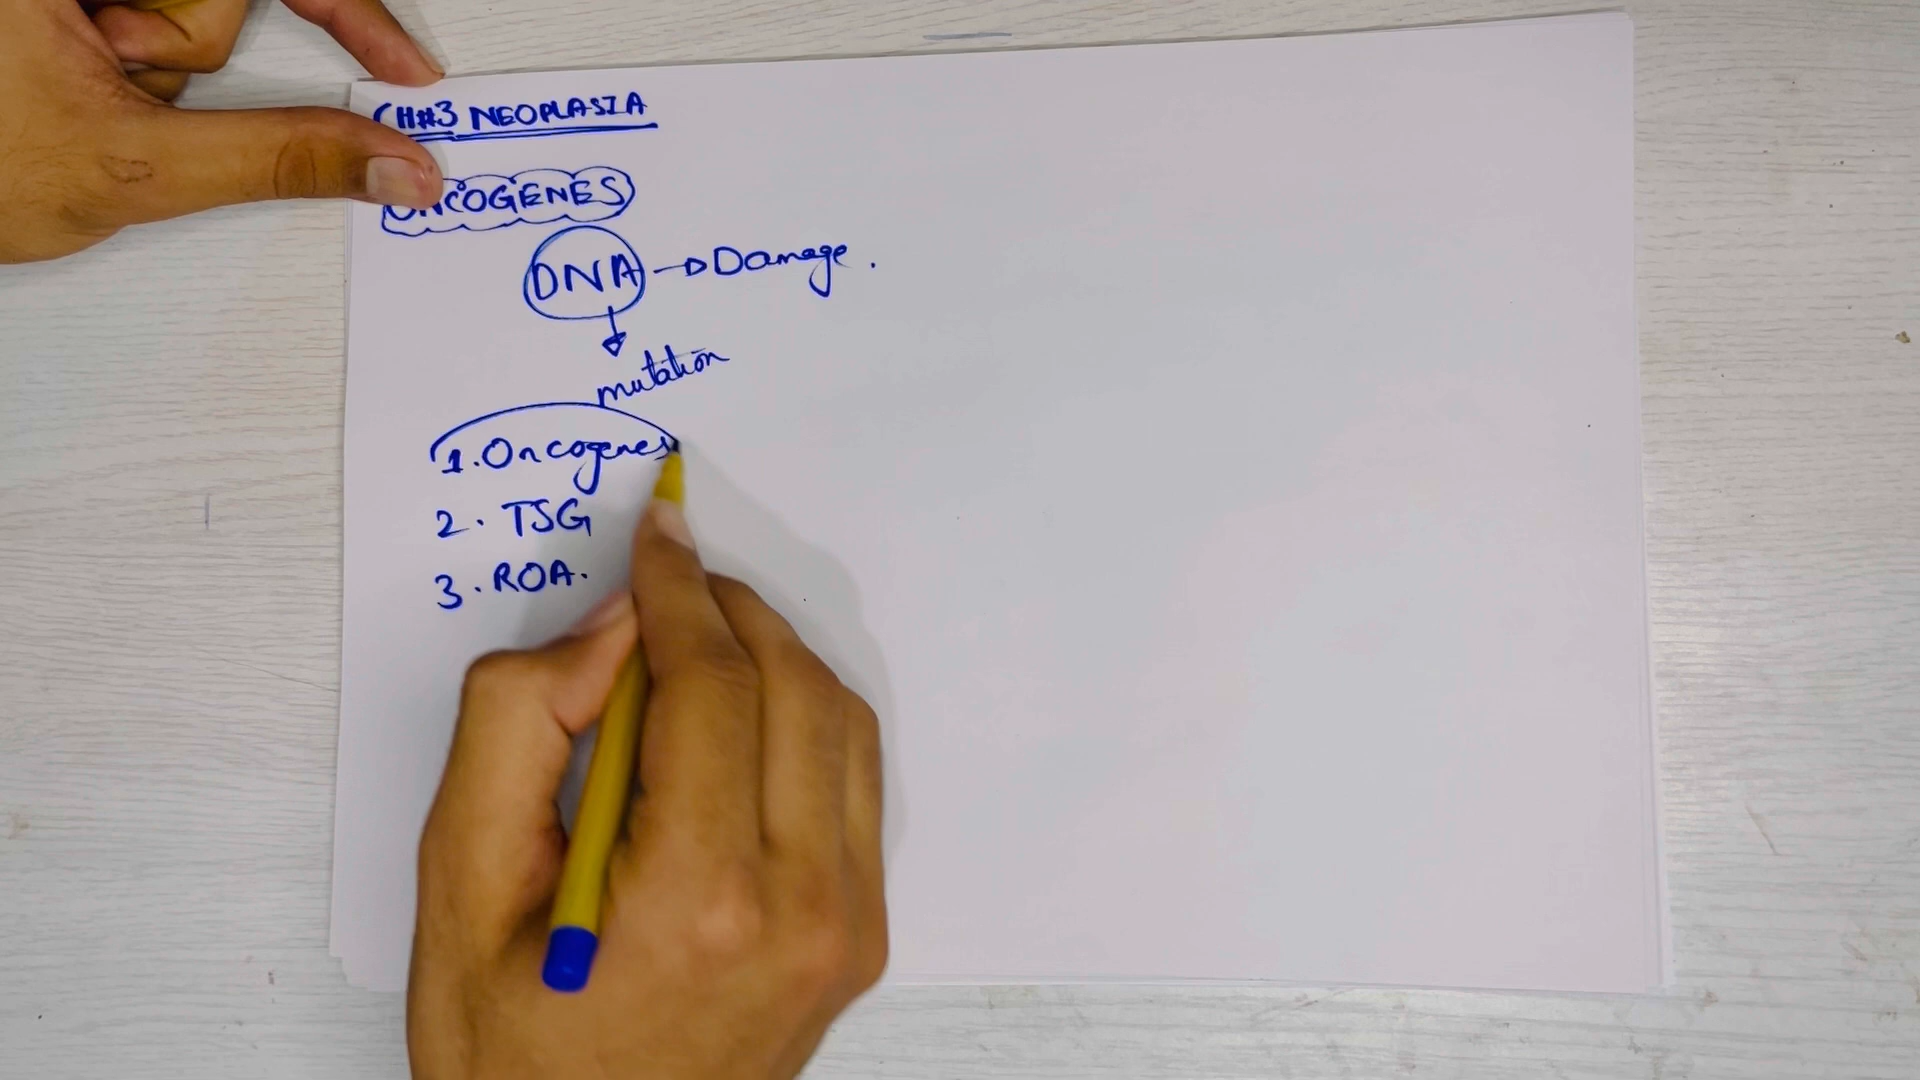 CH#3 NEOPLASIA
ONCOGENES
DNA → Damage.
mutation
1. Oncogenes
2. TSG
3. ROA.